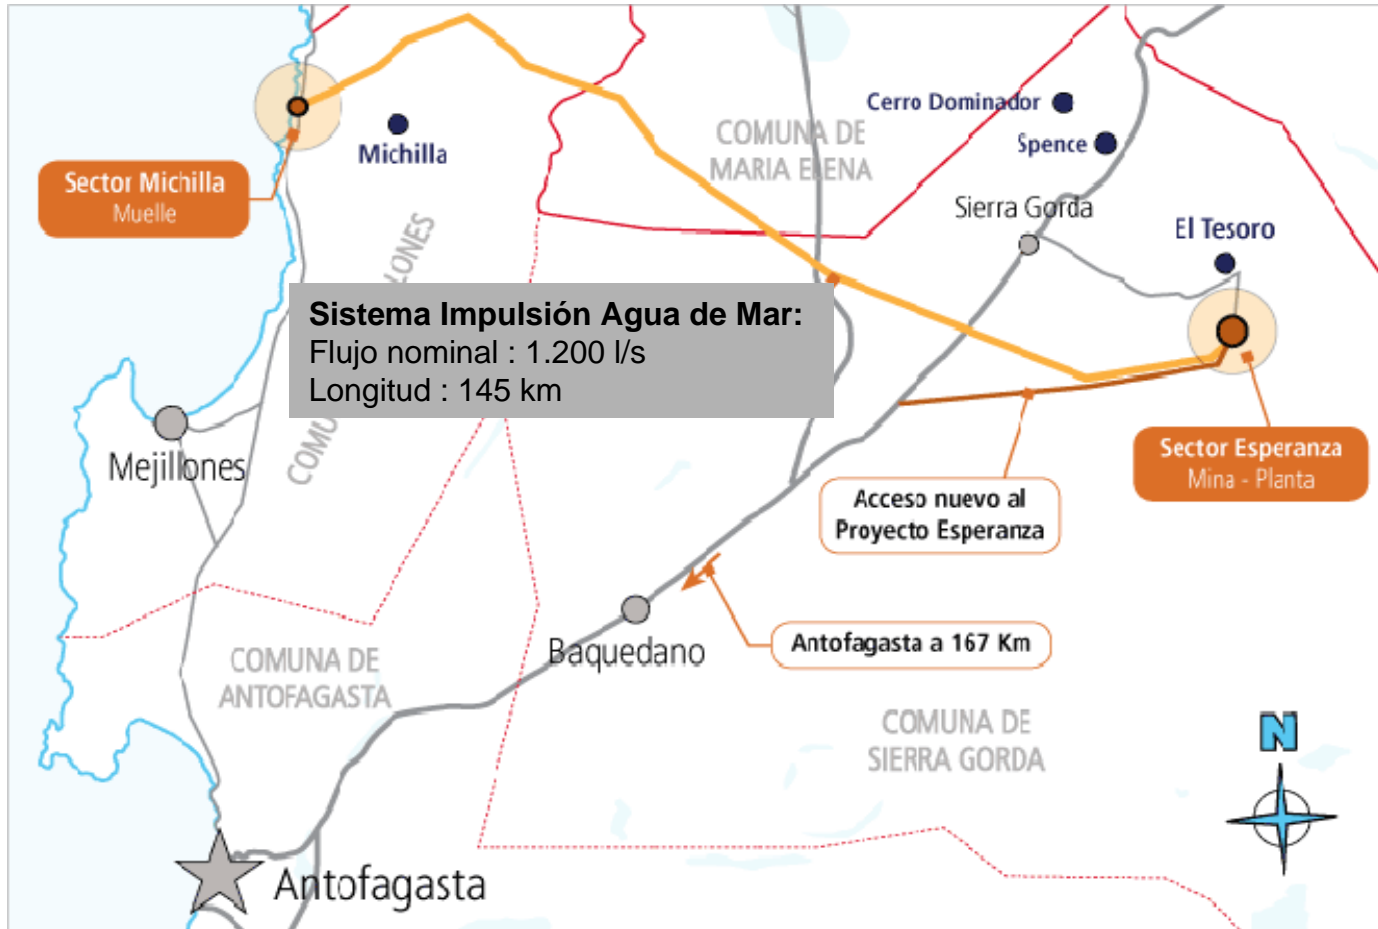 Cerro Dominador
COMUNA DE
MARIA ELENA
Spence
Michilla
Sector Michilla
Muelle
Sierra Gorda
El Tesoro
Sistema Impulsión Agua de Mar:
Flujo nominal : 1.200 l/s
Longitud : 145 km
Mejillones
Sector Esperanza
Mina - Planta
Acceso nuevo al
Proyecto Esperanza
Baquedano
Antofagasta a 167 Km
COMUNA DE
ANTOFAGASTA
COMUNA DE
SIERRA GORDA
N
Antofagasta